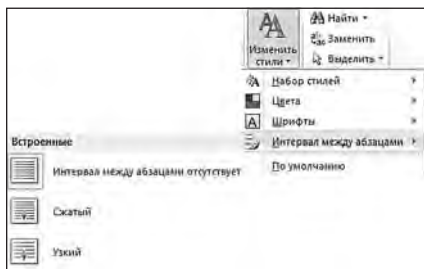 Изменить стили
Найти
Заменить
Выделить
Набор стилей
Цвета
Шрифты
Интервал между абзацами
По умолчанию
Встроенные
Интервал между абзацами отсутствует
Сжатый
Узкий